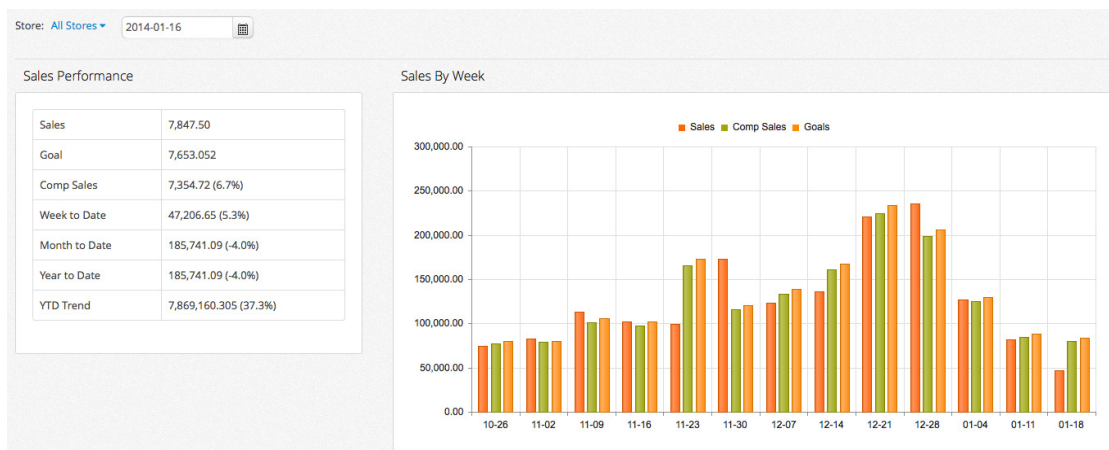 Store: All Stores 2014-01-16
Sales Performance
Sales 7,847.50
Goal 7,653.052
Comp Sales 7,354.72 (6.7%)
Week to Date 47,206.65 (5.3%)
Month to Date 185,741.09 (-4.0%)
Year to Date 185,741.09 (-4.0%)
YTD Trend 7,869,160.305 (37.3%)
Sales By Week
Sales Comp Sales Goals
300,000.00
250,000.00
200,000.00
150,000.00
100,000.00
50,000.00
0.00
10-26 11-02 11-09 11-16 11-23 11-30 12-07 12-14 12-21 12-28 01-04 01-11 01-18